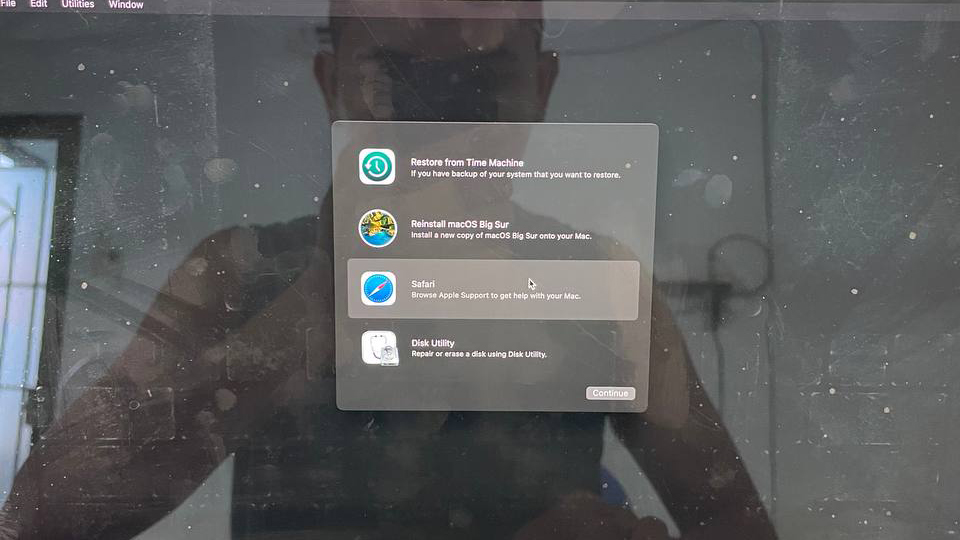 File Edit Utilities Window
Restore from Time Machine
If you have backup of your system that you want to restore.
Reinstall macOS Big Sur
Install a new copy of macOS Big Sur onto your Mac.
Safari
Browse Apple Support to get help with your Mac.
Disk Utility
Repair or erase a disk using Disk Utility.
Continue